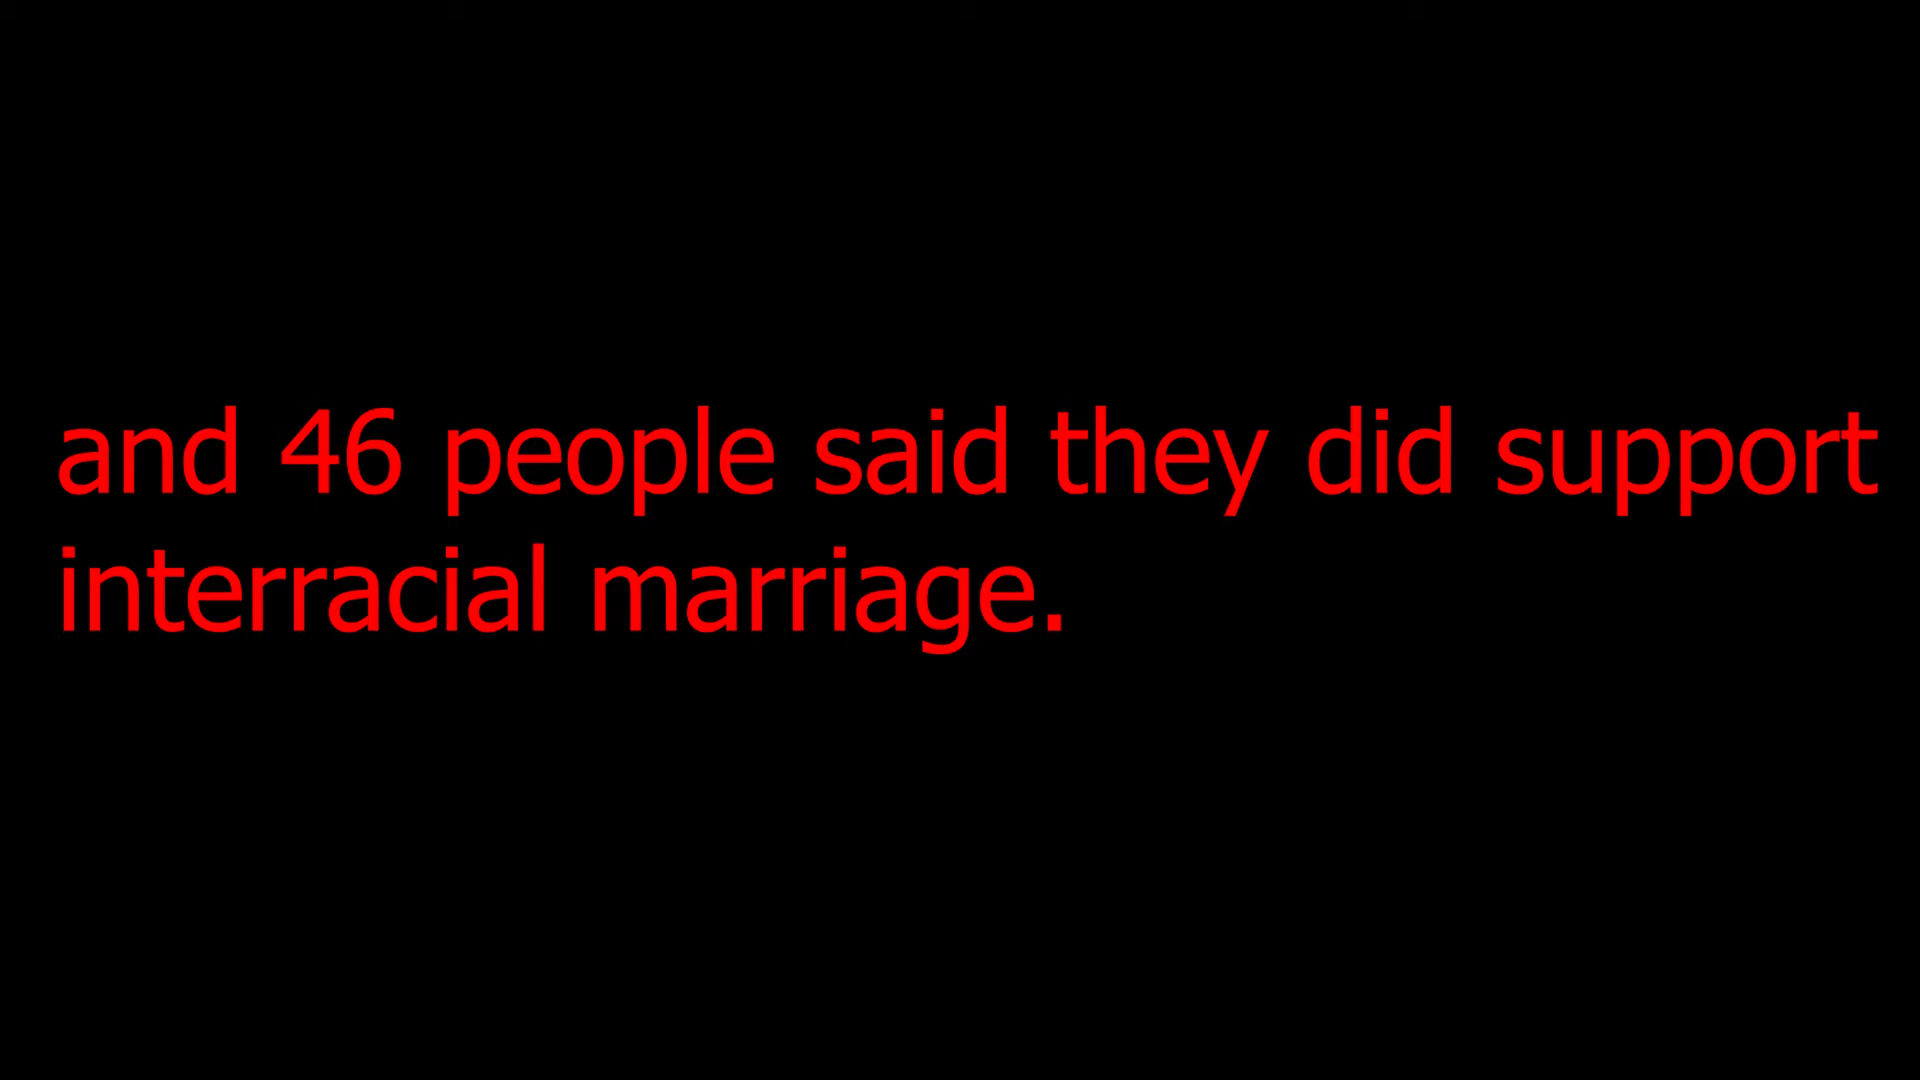 and 46 people said they did support
interracial marriage.